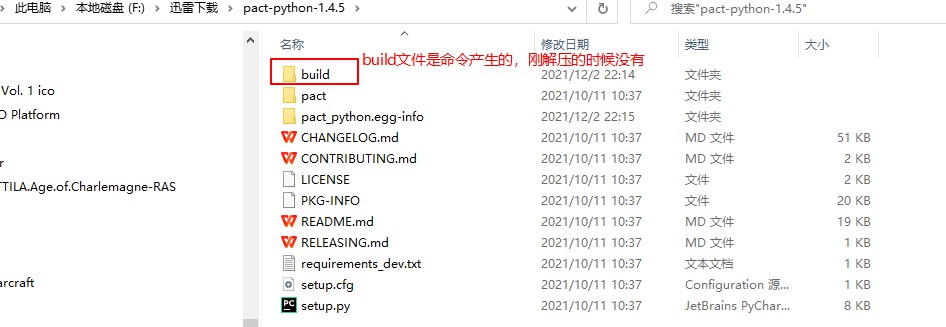 此电脑 > 本地磁盘 (F:) > 迅雷下载 > pact-python-1.4.5 >
搜索"pact-python-1.4.5"
名称 修改日期 类型 大小
build文件是命令产生的，刚解压的时候没有
build 2021/12/2 22:14 文件夹
pact 2021/10/11 10:37 文件夹
pact_python.egg-info 2021/12/2 22:15 文件夹
CHANGELOG.md 2021/10/11 10:37 MD 文件 51 KB
CONTRIBUTING.md 2021/10/11 10:37 MD 文件 2 KB
LICENSE 2021/10/11 10:37 文件 2 KB
PKG-INFO 2021/10/11 10:37 文件 20 KB
README.md 2021/10/11 10:37 MD 文件 19 KB
RELEASING.md 2021/10/11 10:37 MD 文件 1 KB
requirements_dev.txt 2021/10/11 10:37 文本文档 1 KB
setup.cfg 2021/10/11 10:37 Configuration 源... 1 KB
setup.py 2021/10/11 10:37 JetBrains PyChar... 8 KB
Vol. 1 ico
O Platform
r
TTILA.Age.of.Charlemagne-RAS
arcraft